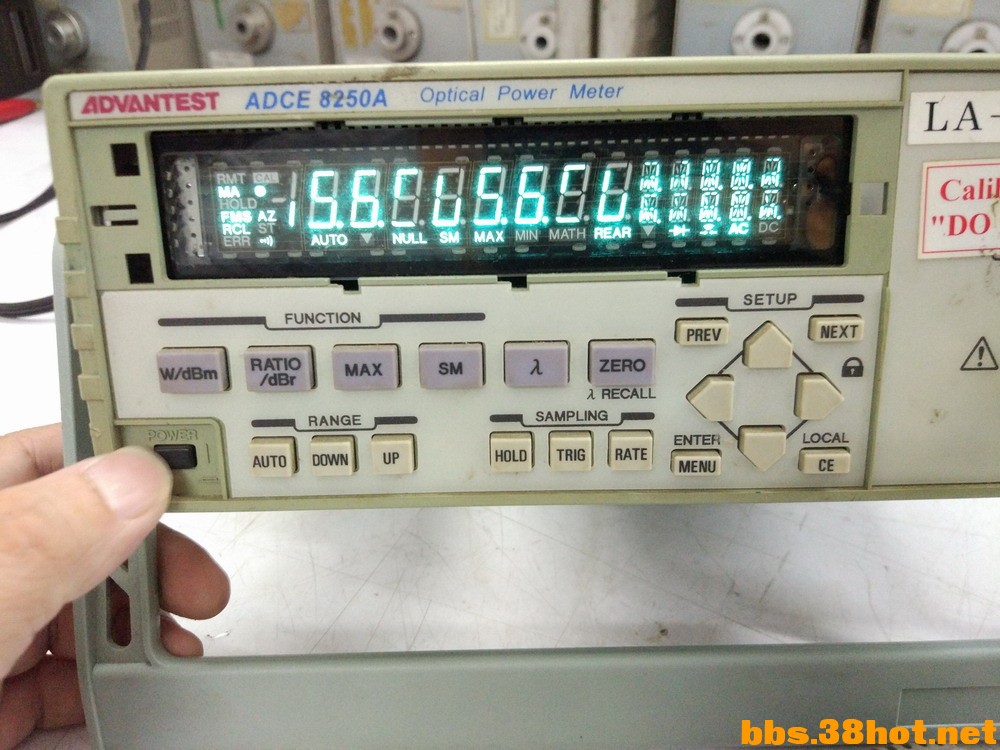 ADVANTEST ADCE 8250A Optical Power Meter
LA-
RMT CAL
MA
HOLD
FMS AZ
RCL ST
ERR
AUTO NULL SM MAX MIN MATH REAR AC DC
"DO
FUNCTION
W/dBm RATIO/dBr MAX SM λ ZERO
λ RECALL
SETUP
PREV NEXT
RANGE
AUTO DOWN UP
SAMPLING
HOLD TRIG RATE
ENTER
MENU
LOCAL
CE
POWER
bbs.38hot.net